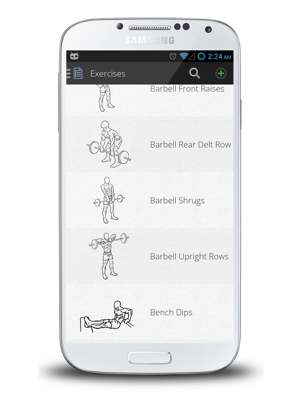 SAMSUNG
2:24 AM
Exercises
Barbell Front Raises
Barbell Rear Delt Row
Barbell Shrugs
Barbell Upright Rows
Bench Dips